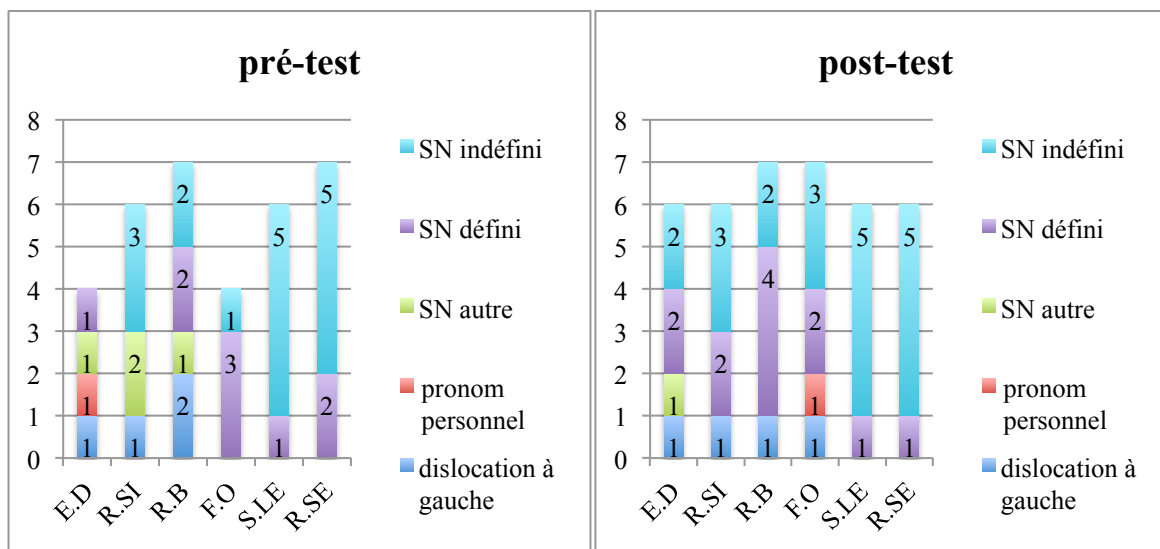 pré-test
8
7
6
5
4
3
2
1
0
1
1
1
1
3
2
1
2
2
1
2
1
3
5
1
5
2
E.D
R.SI
R.B
F.O
S.LE
R.SE
SN indéfini
SN défini
SN autre
pronom
personnel
dislocation à
gauche
post-test
8
7
6
5
4
3
2
1
0
2
2
1
1
3
2
1
2
4
1
3
2
1
1
5
1
5
1
E.D
R.SI
R.B
F.O
S.LE
R.SE
SN indéfini
SN défini
SN autre
pronom
personnel
dislocation à
gauche